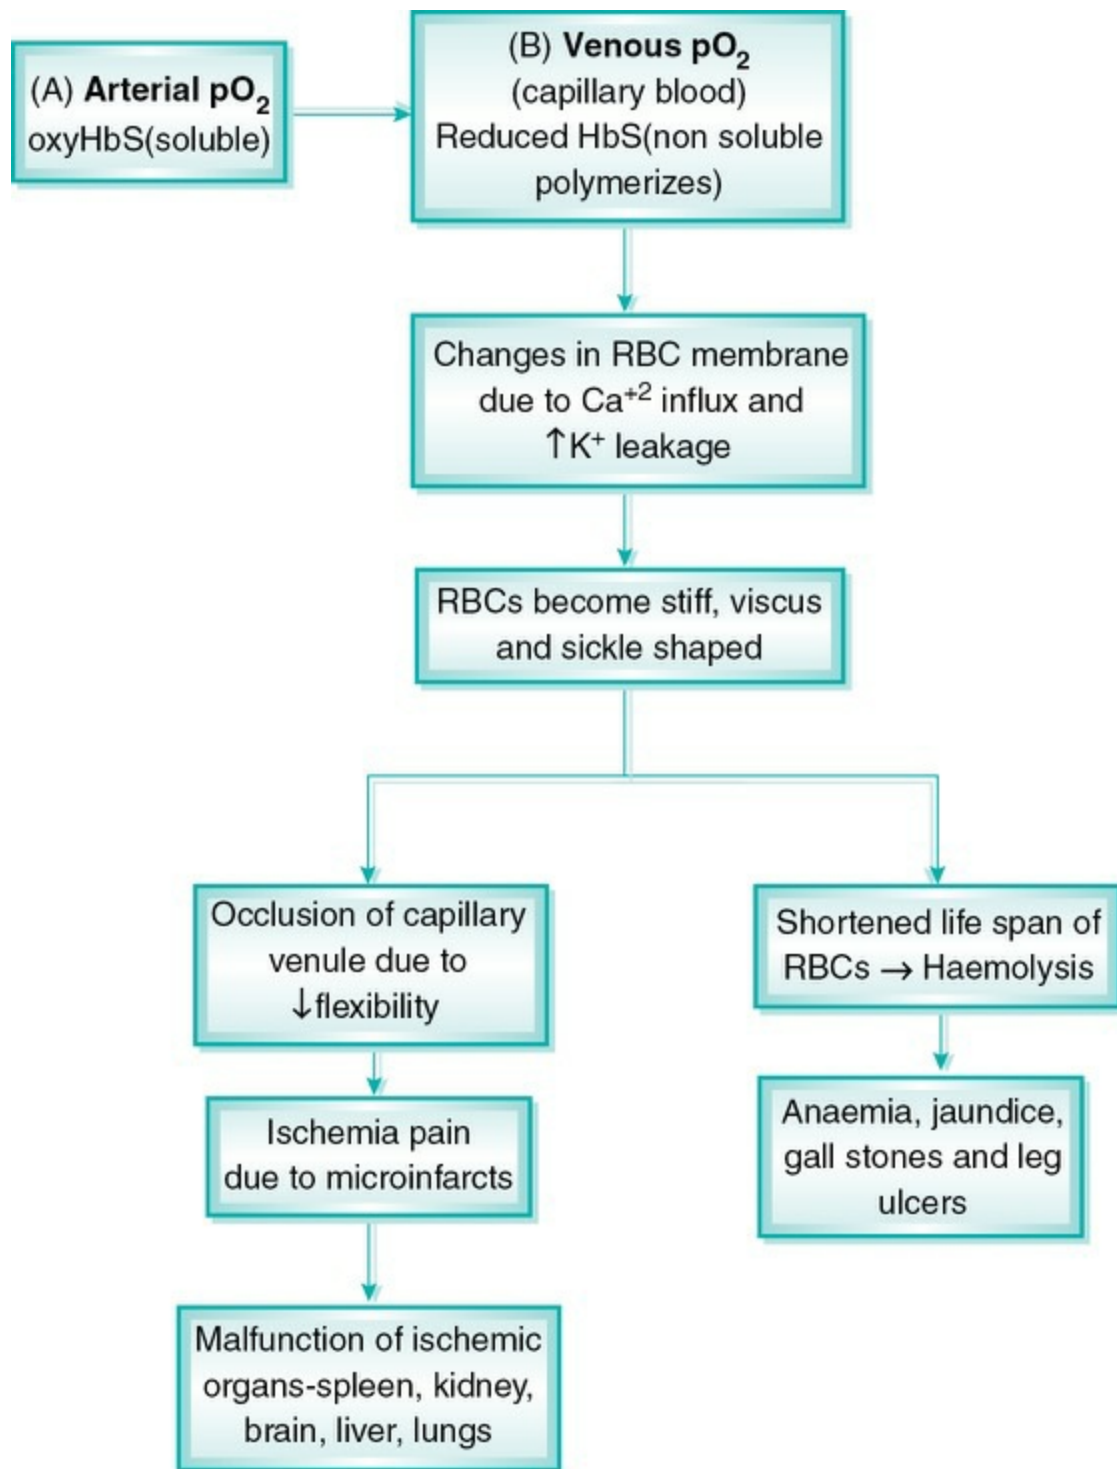 (A) Arterial pO₂
oxyHbS(soluble)
(B) Venous pO₂
(capillary blood)
Reduced HbS(non soluble
polymerizes)
Changes in RBC membrane
due to Ca⁺² influx and
↑K⁺ leakage
RBCs become stiff, viscus
and sickle shaped
Occlusion of capillary
venule due to
↓flexibility
Ischemia pain
due to microinfarcts
Malfunction of ischemic
organs-spleen, kidney,
brain, liver, lungs
Shortened life span of
RBCs → Haemolysis
Anaemia, jaundice,
gall stones and leg
ulcers